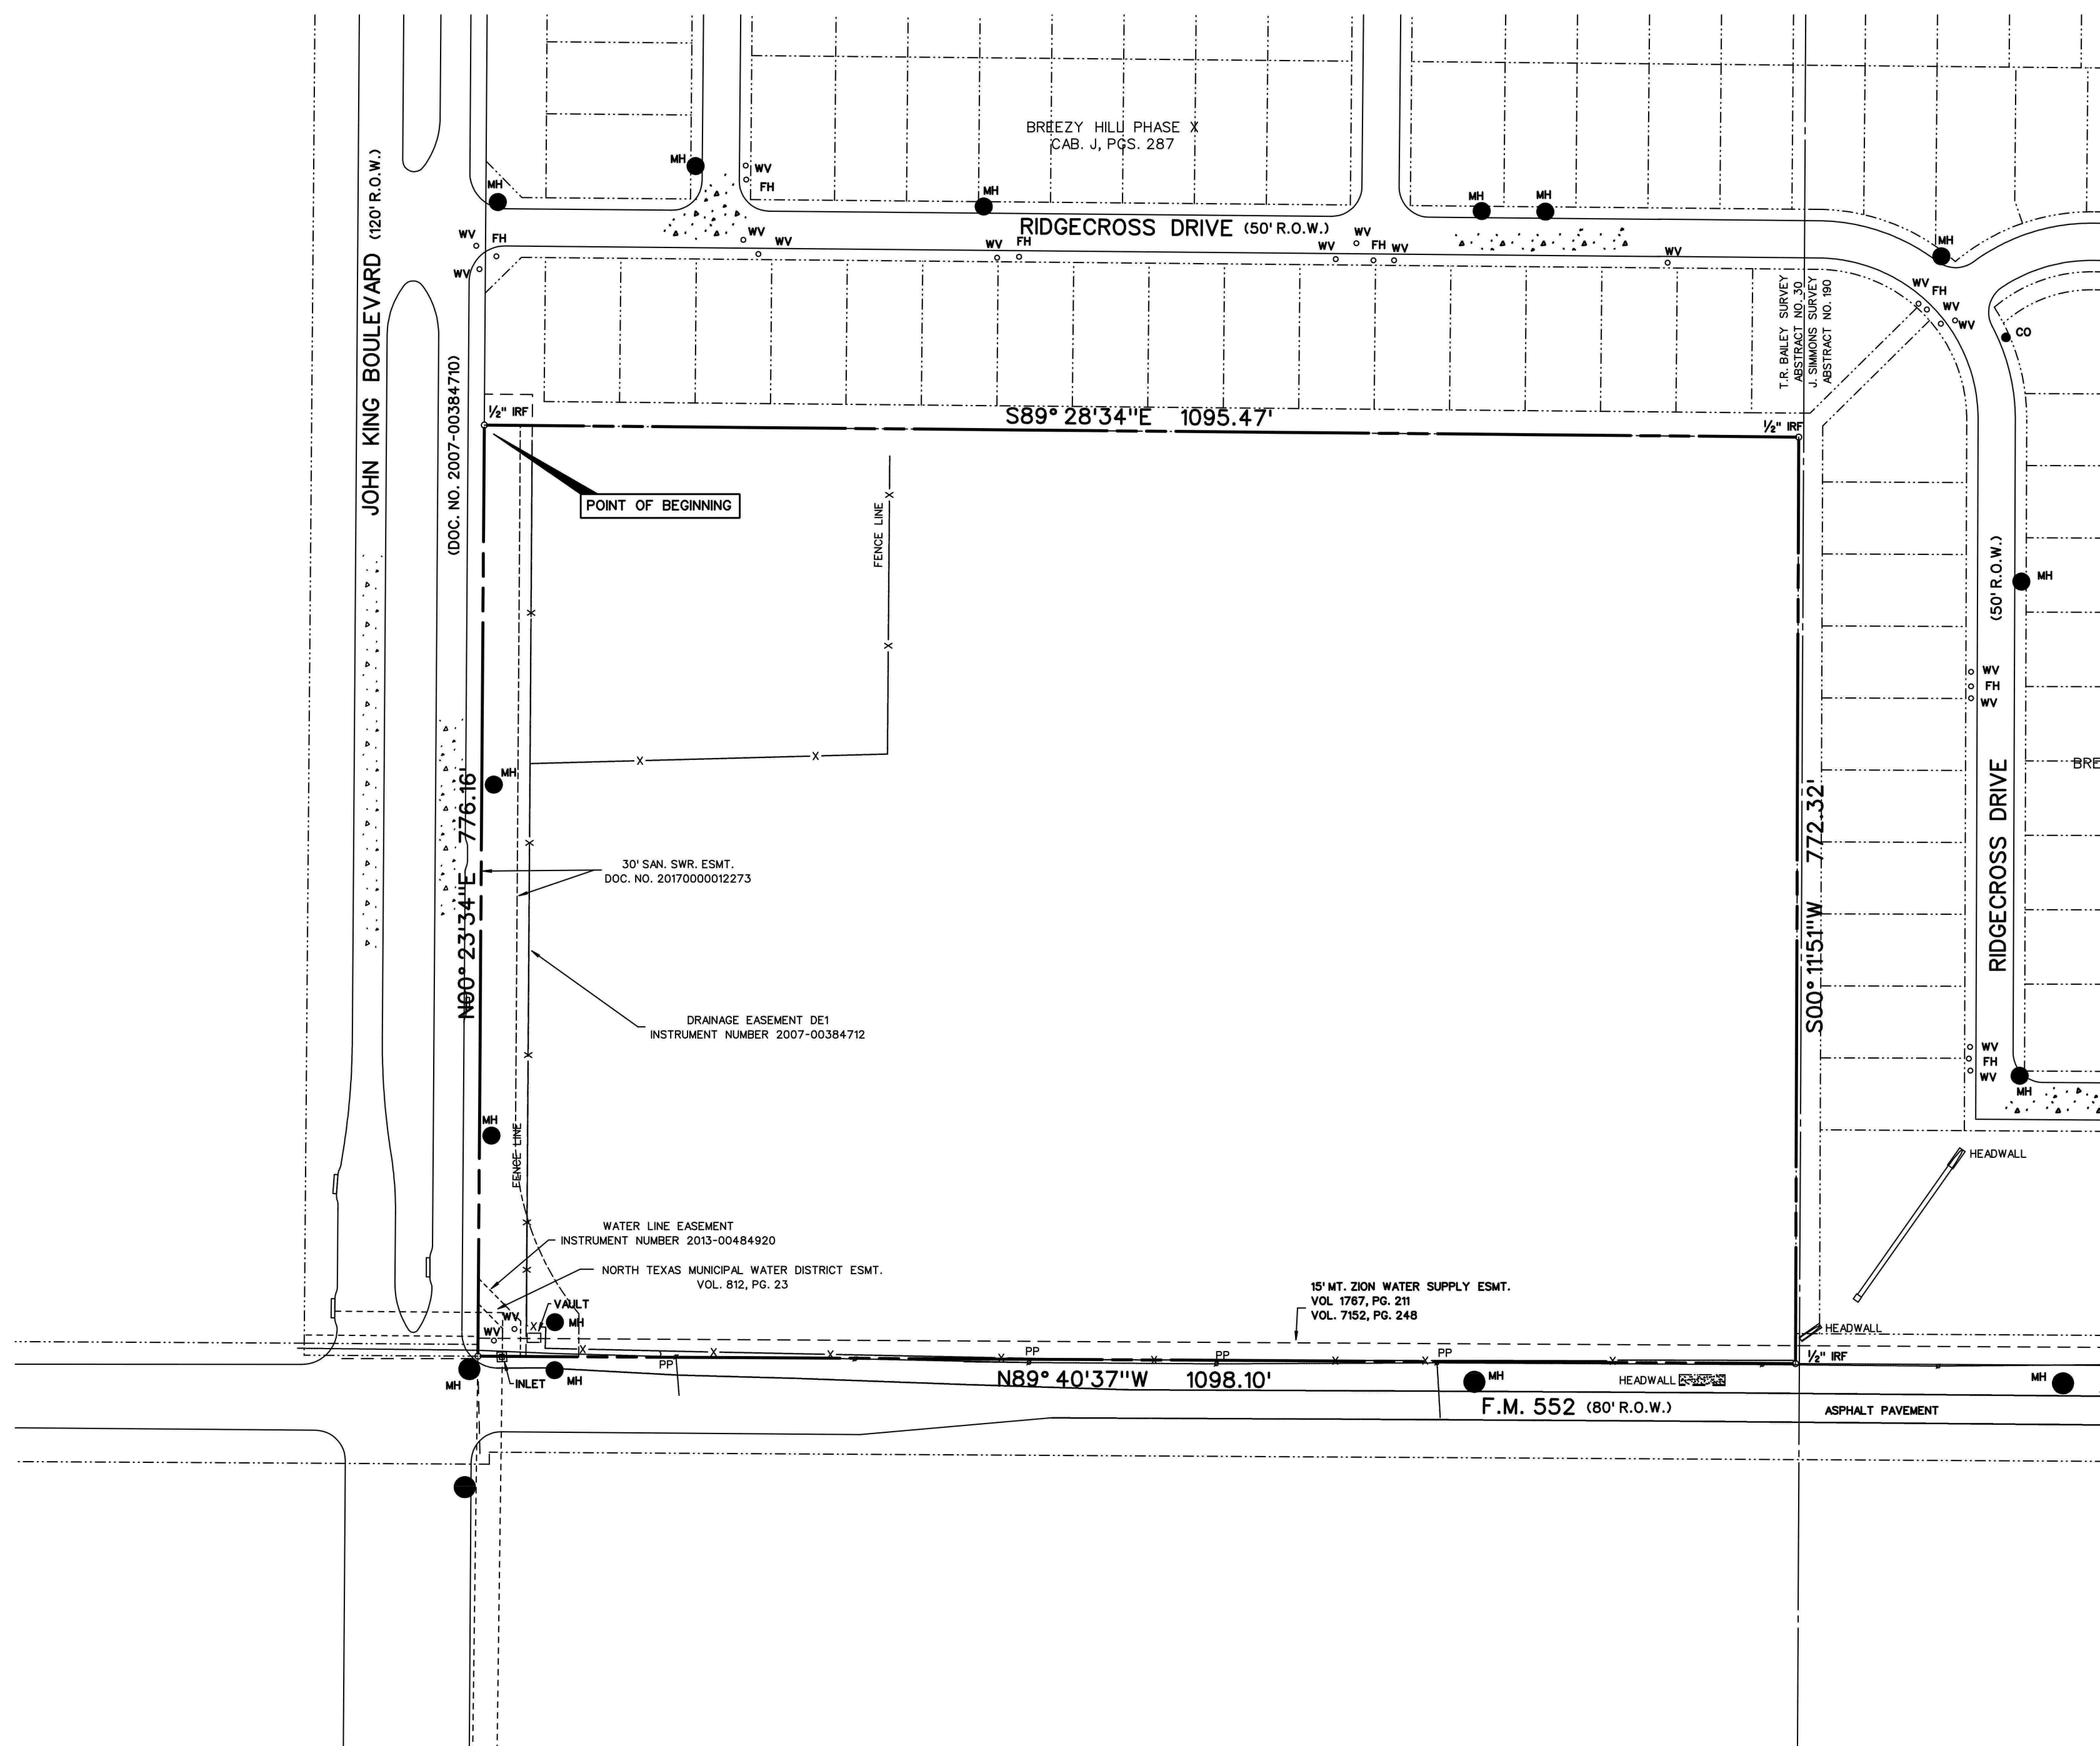 BREEZY HILL PHASE X
CAB. J, PGS. 287
MH
WV
FH
MH
MH
MH
MH
RIDGECROSS DRIVE (50' R.O.W.)
WV
FH
WV
WV
WV
WV
FH
WV
WV
FH
WV
WV
MH
WV
FH
WV
WV
CO
JOHN KING BOULEVARD (120' R.O.W.)
(DOC. NO. 2007-00384710)
T.R. BAILEY SURVEY
ABSTRACT NO. 30
J. SIMMONS SURVEY
ABSTRACT NO. 190
1/2" IRF
S89° 28'34"E 1095.47'
1/2" IRF
POINT OF BEGINNING
FENCE LINE
(50' R.O.W.)
MH
WV
FH
WV
RIDGECROSS DRIVE
BRE
MH
N00° 23'34"E 776.16'
S00° 11'51"W 772.32'
30' SAN. SWR. ESMT.
DOC. NO. 20170000012273
DRAINAGE EASEMENT DE1
INSTRUMENT NUMBER 2007-00384712
WV
FH
WV
MH
MH
FENCE LINE
HEADWALL
WATER LINE EASEMENT
INSTRUMENT NUMBER 2013-00484920
NORTH TEXAS MUNICIPAL WATER DISTRICT ESMT.
VOL. 812, PG. 23
15' MT. ZION WATER SUPPLY ESMT.
VOL 1767, PG. 211
VOL. 7152, PG. 248
VAULT
WV
MH
WV
HEADWALL
PP
PP
PP
PP
1/2" IRF
MH
INLET
MH
N89° 40'37"W 1098.10'
MH
HEADWALL
MH
F.M. 552 (80' R.O.W.)
ASPHALT PAVEMENT